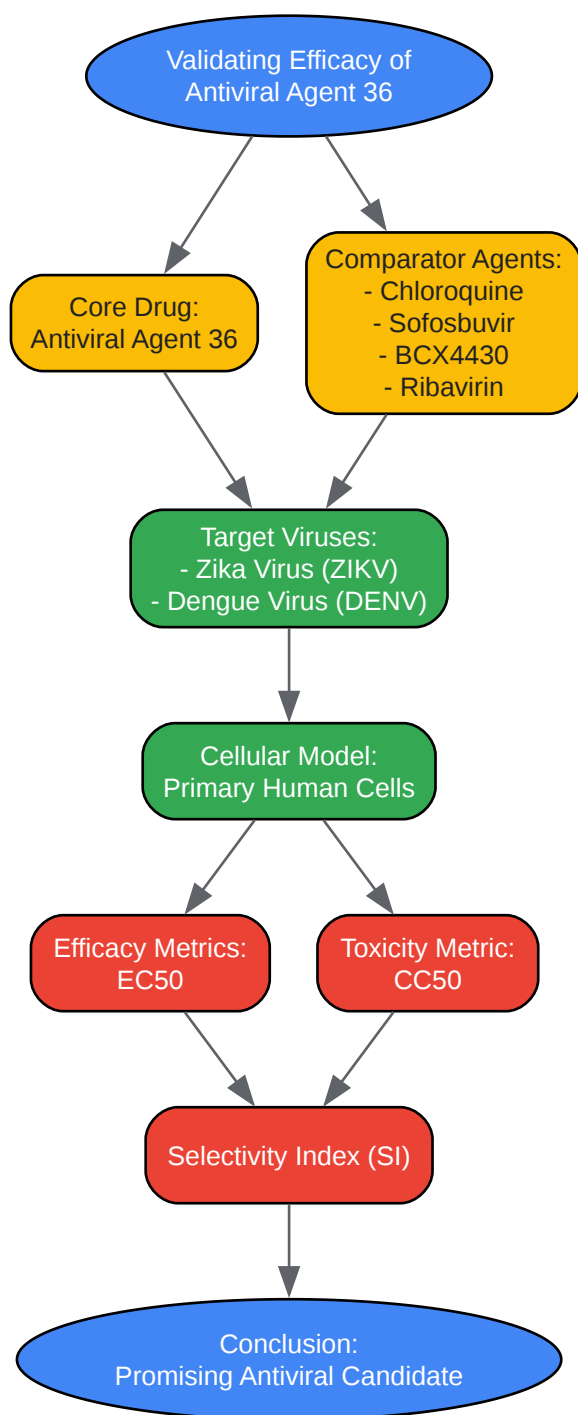 Validating Efficacy of
Antiviral Agent 36
Core Drug:
Antiviral Agent 36
Comparator Agents:
- Chloroquine
- Sofosbuvir
- BCX4430
- Ribavirin
Target Viruses:
- Zika Virus (ZIKV)
- Dengue Virus (DENV)
Cellular Model:
Primary Human Cells
Efficacy Metrics:
EC50
Toxicity Metric:
CC50
Selectivity Index (SI)
Conclusion:
Promising Antiviral Candidate